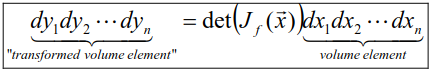 dy₁dy₂ ⋯ dyₙ = det(J_f(x⃗))dx₁dx₂ ⋯ dxₙ
"transformed volume element" volume element